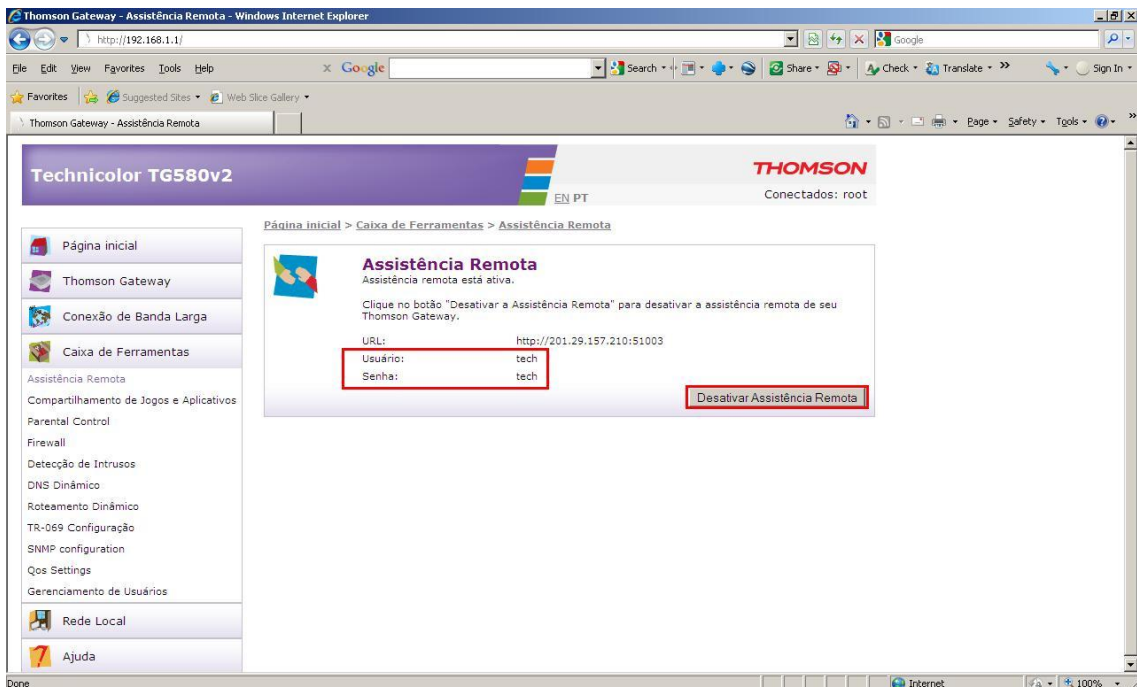 Thomson Gateway - Assistência Remota - Windows Internet Explorer
http://192.168.1.1/
Google
File Edit View Favorites Tools Help
x Google Search Share Check Translate » Sign In
Favorites Suggested Sites Web Slice Gallery
Thomson Gateway - Assistência Remota
Page Safety Tools »
Technicolor TG580v2
THOMSON
EN PT
Conectados: root
Página inicial > Caixa de Ferramentas > Assistência Remota
Página inicial
Thomson Gateway
Conexão de Banda Larga
Caixa de Ferramentas
Assistência Remota
Compartilhamento de Jogos e Aplicativos
Parental Control
Firewall
Detecção de Intrusos
DNS Dinâmico
Roteamento Dinâmico
TR-069 Configuração
SNMP configuration
Qos Settings
Gerenciamento de Usuários
Rede Local
Ajuda
Assistência Remota
Assistência remota está ativa.
Clique no botão "Desativar a Assistência Remota" para desativar a assistência remota de seu
Thomson Gateway.
URL: http://201.29.157.210:51003
Usuário: tech
Senha: tech
Desativar Assistência Remota
Done
Internet
100%